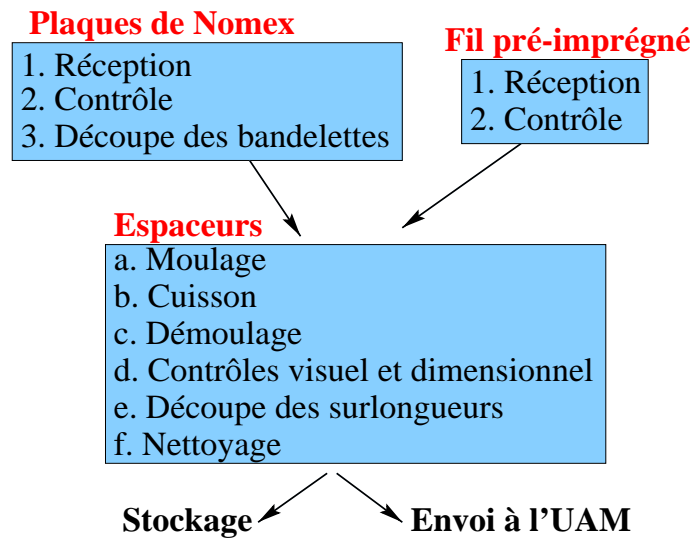 Plaques de Nomex
1. Réception
2. Contrôle
3. Découpe des bandelettes
Fil pré-imprégné
1. Réception
2. Contrôle
Espaceurs
a. Moulage
b. Cuisson
c. Démoulage
d. Contrôles visuel et dimensionnel
e. Découpe des surlongueurs
f. Nettoyage
Stockage
Envoi à l'UAM